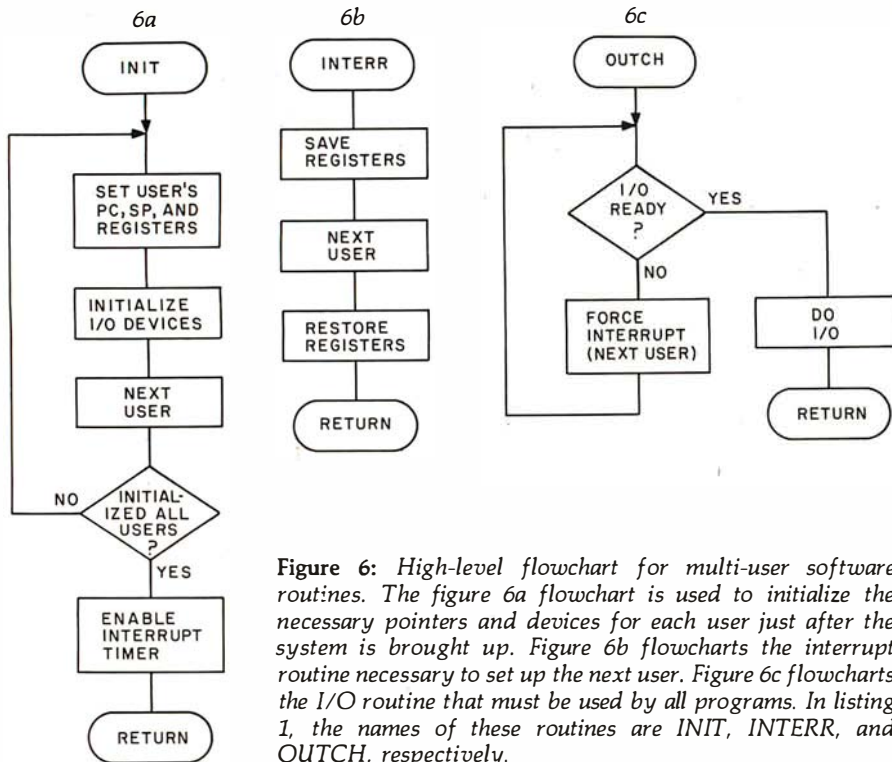 6a
INIT
SET USER'S
PC, SP, AND
REGISTERS
INITIALIZE
I/O DEVICES
NEXT
USER
INITIAL-
IZED ALL
USERS
?
NO
YES
ENABLE
INTERRUPT
TIMER
RETURN
6b
INTERR
SAVE
REGISTERS
NEXT
USER
RESTORE
REGISTERS
RETURN
6c
OUTCH
I/O
READY
?
YES
NO
FORCE
INTERRUPT
(NEXT USER)
DO
I/O
RETURN
Figure 6: High-level flowchart for multi-user software
routines. The figure 6a flowchart is used to initialize the
necessary pointers and devices for each user just after the
system is brought up. Figure 6b flowcharts the interrupt
routine necessary to set up the next user. Figure 6c flowcharts
the I/O routine that must be used by all programs. In listing
1, the names of these routines are INIT, INTERR, and
OUTCH, respectively.